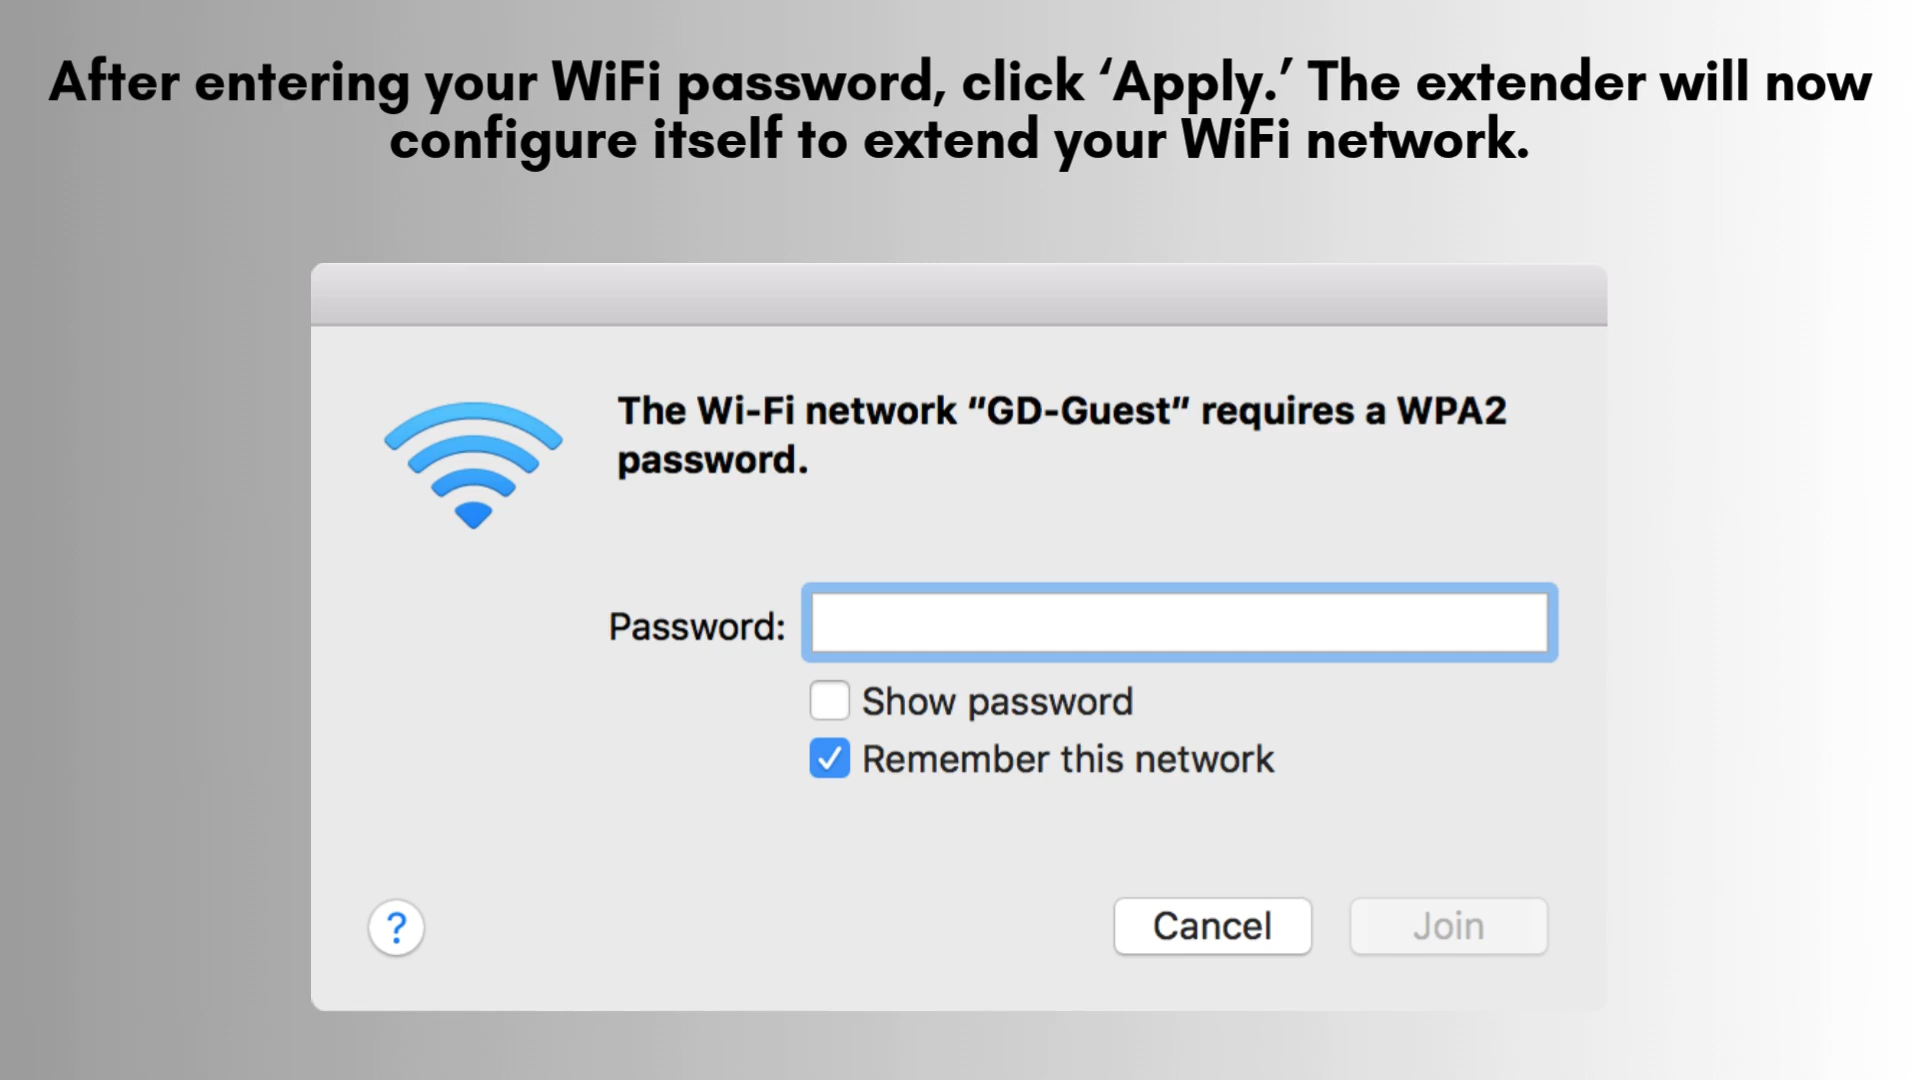 After entering your WiFi password, click ‘Apply.’ The extender will now
configure itself to extend your WiFi network.
The Wi-Fi network "GD-Guest" requires a WPA2
password.
Password:
Show password
Remember this network
?
Cancel
Join